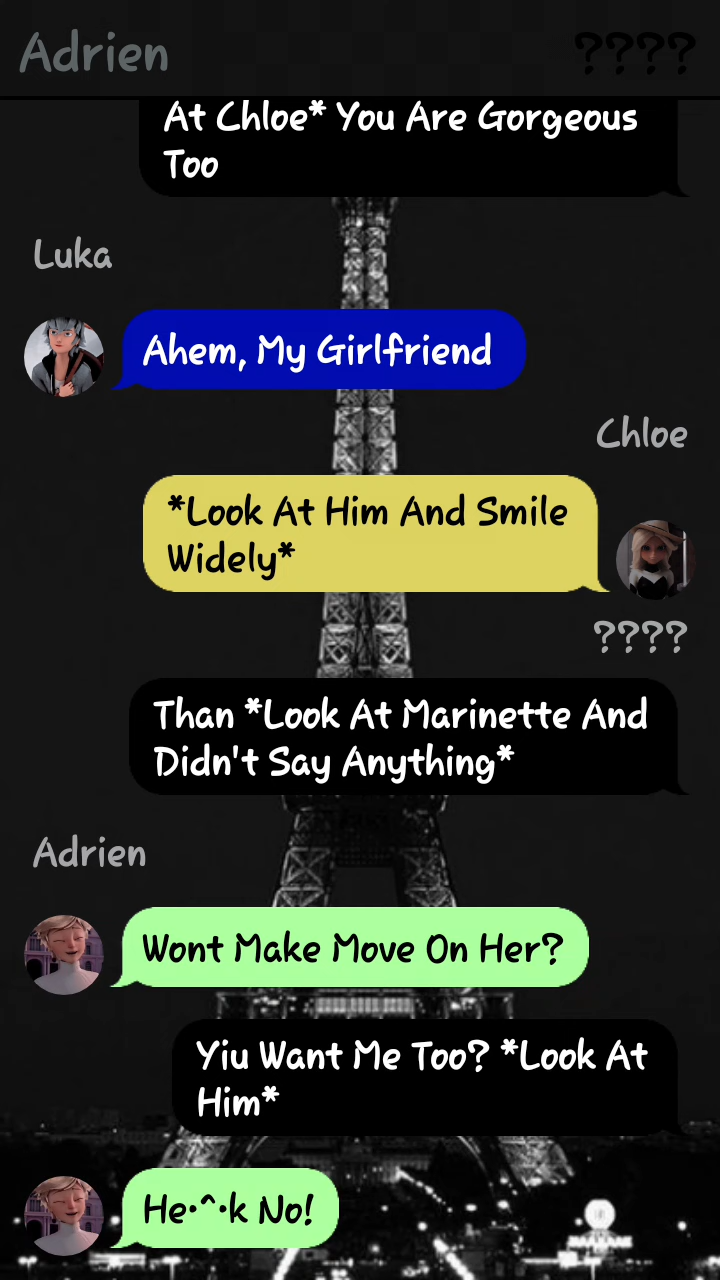 Adrien
????
At Chloe* You Are Gorgeous
Too
Luka
Ahem, My Girlfriend
Chloe
*Look At Him And Smile
Widely*
????
Than *Look At Marinette And
Didn't Say Anything*
Adrien
Wont Make Move On Her?
Yiu Want Me Too? *Look At
Him*
He•^•k No!